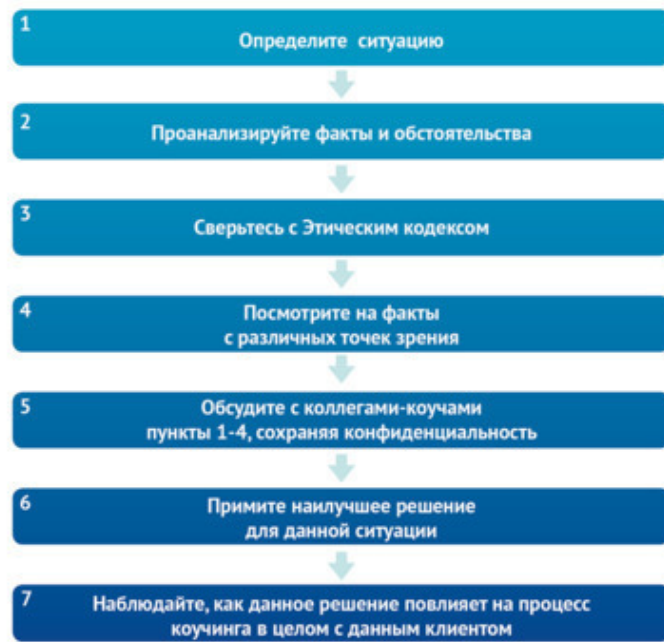 1
Определите ситуацию
2
Проанализируйте факты и обстоятельства
3
Сверьтесь с Этическим кодексом
4
Посмотрите на факты
с различных точек зрения
5
Обсудите с коллегами-коучами
пункты 1-4, сохраняя конфиденциальность
6
Примите наилучшее решение
для данной ситуации
7
Наблюдайте, как данное решение повлияет на процесс
коучинга в целом с данным клиентом